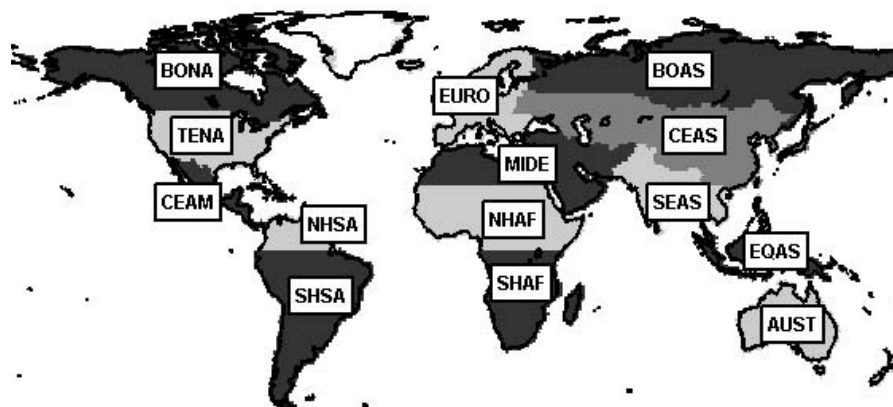 BONA
BOAS
EURO
TENA
CEAS
MIDE
CEAM
NHSA
NHAF
SEAS
EQAS
SHSA
SHAF
AUST